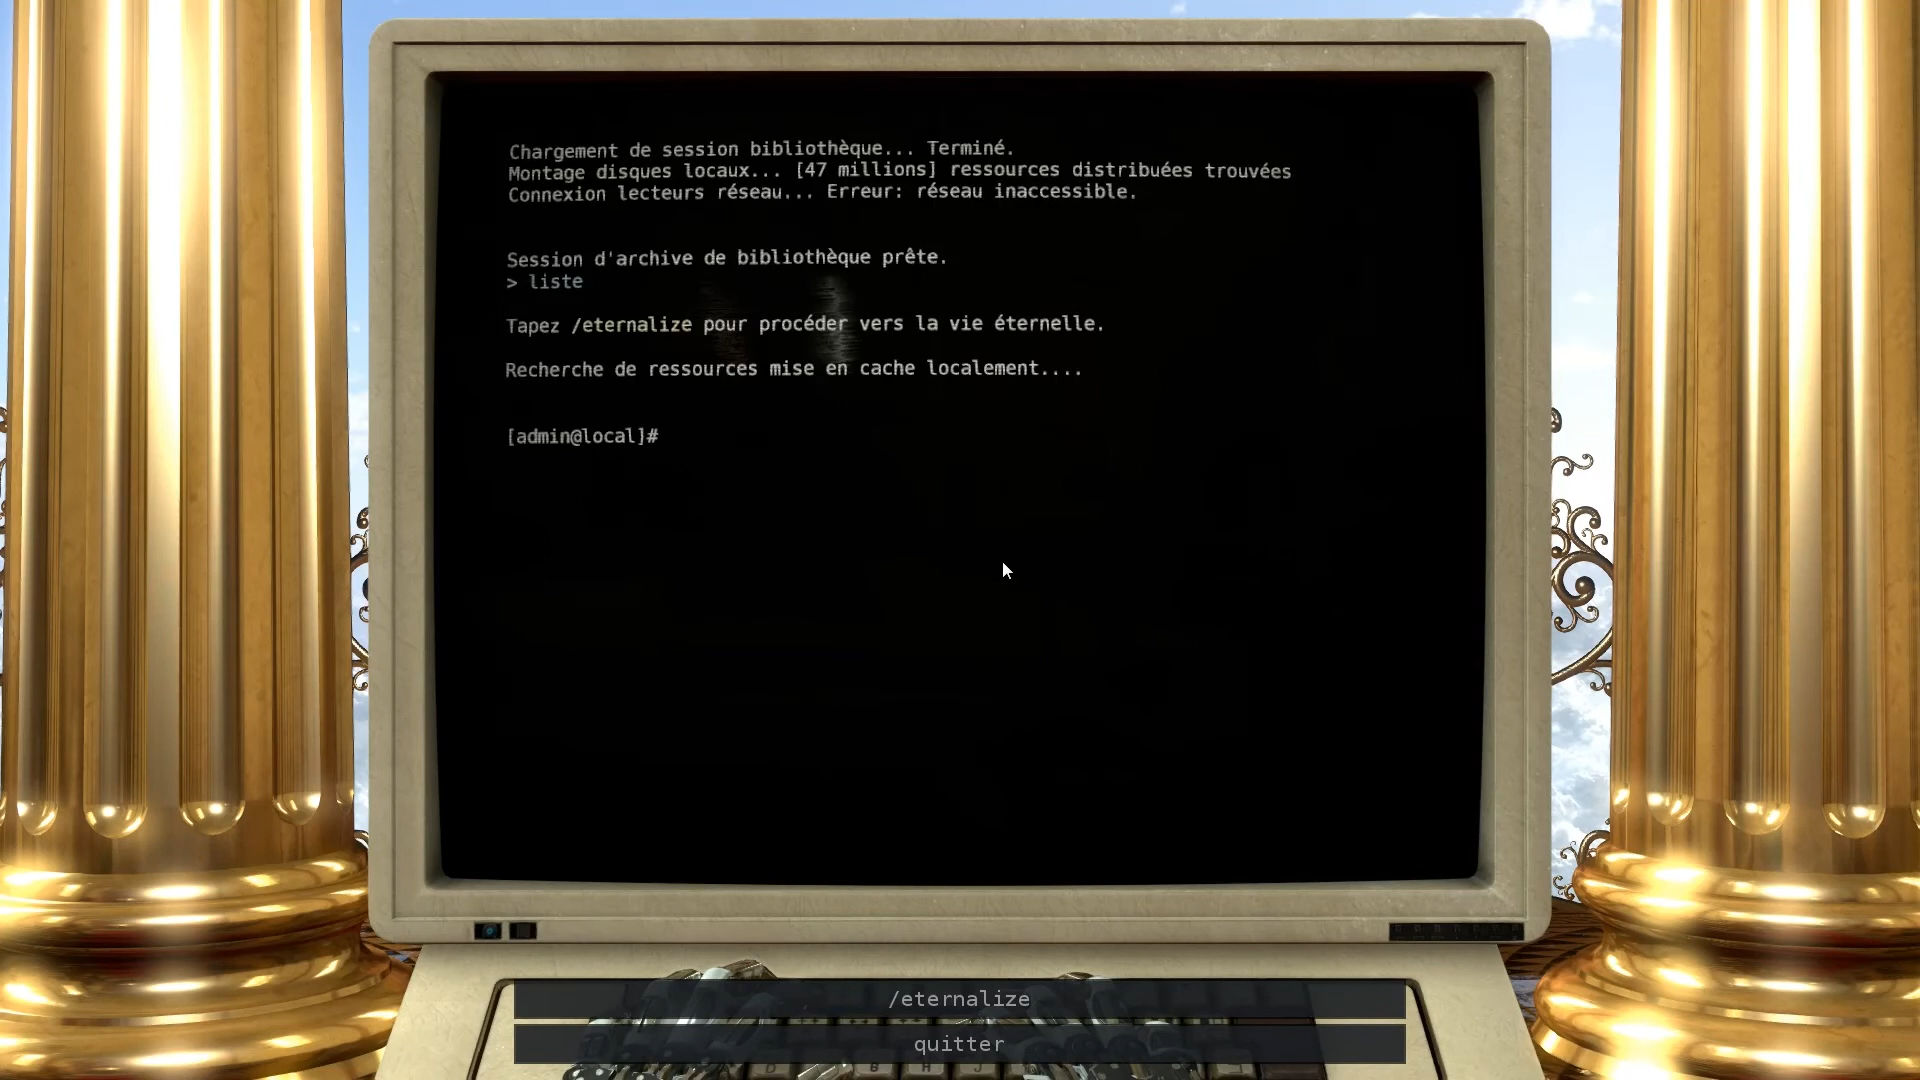 Chargement de session bibliothèque... Terminé.
Montage disques locaux... [47 millions] ressources distribuées trouvées
Connexion lecteurs réseau... Erreur: réseau inaccessible.
Session d'archive de bibliothèque prête.
> liste
Tapez /eternalize pour procéder vers la vie éternelle.
Recherche de ressources mise en cache localement....
[admin@local]#
/eternalize
quitter